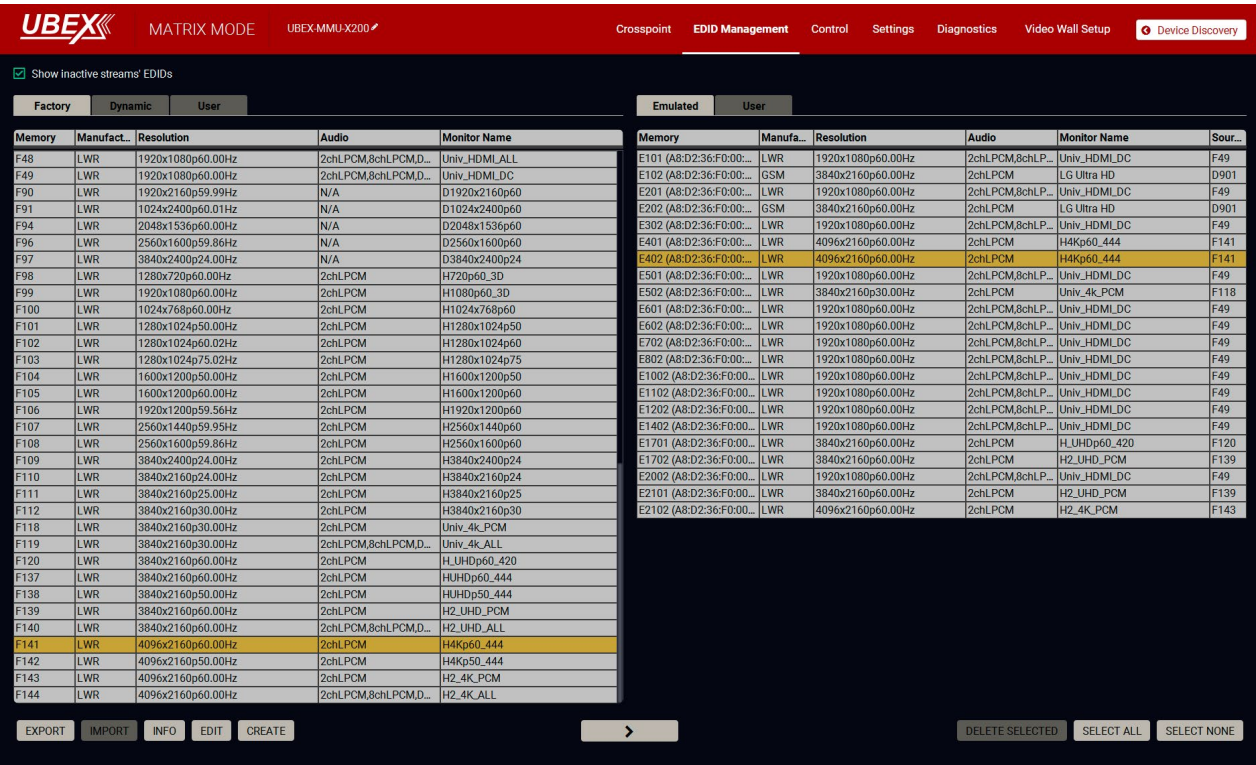 UBEX MATRIX MODE UBEX-MMU-X200 Crosspoint EDID Management Control Settings Diagnostics Video Wall Setup Device Discovery
Show inactive streams' EDIDs
Factory Dynamic User
Memory Manufact... Resolution Audio Monitor Name
F48 LWR 1920x1080p60.00Hz 2chLPCM,8chLPCM,D... Univ_HDMI_ALL
F49 LWR 1920x1080p60.00Hz 2chLPCM,8chLPCM,D... Univ_HDMI_DC
F90 LWR 1920x2160p59.99Hz N/A D1920x2160p60
F91 LWR 1024x2400p60.01Hz N/A D1024x2400p60
F94 LWR 2048x1536p60.00Hz N/A D2048x1536p60
F96 LWR 2560x1600p59.86Hz N/A D2560x1600p60
F97 LWR 3840x2400p24.00Hz N/A D3840x2400p24
F98 LWR 1280x720p60.00Hz 2chLPCM H720p60_3D
F99 LWR 1920x1080p60.00Hz 2chLPCM H1080p60_3D
F100 LWR 1024x768p60.00Hz 2chLPCM H1024x768p60
F101 LWR 1280x1024p50.00Hz 2chLPCM H1280x1024p50
F102 LWR 1280x1024p60.02Hz 2chLPCM H1280x1024p60
F103 LWR 1280x1024p75.02Hz 2chLPCM H1280x1024p75
F104 LWR 1600x1200p50.00Hz 2chLPCM H1600x1200p50
F105 LWR 1600x1200p60.00Hz 2chLPCM H1600x1200p60
F106 LWR 1920x1200p59.56Hz 2chLPCM H1920x1200p60
F107 LWR 2560x1440p59.95Hz 2chLPCM H2560x1440p60
F108 LWR 2560x1600p59.86Hz 2chLPCM H2560x1600p60
F109 LWR 3840x2400p24.00Hz 2chLPCM H3840x2400p24
F110 LWR 3840x2160p24.00Hz 2chLPCM H3840x2160p24
F111 LWR 3840x2160p25.00Hz 2chLPCM H3840x2160p25
F112 LWR 3840x2160p30.00Hz 2chLPCM H3840x2160p30
F118 LWR 3840x2160p30.00Hz 2chLPCM Univ_4k_PCM
F119 LWR 3840x2160p30.00Hz 2chLPCM,8chLPCM,D... Univ_4k_ALL
F120 LWR 3840x2160p60.00Hz 2chLPCM H_UHDp60_420
F137 LWR 3840x2160p60.00Hz 2chLPCM HUHDp60_444
F138 LWR 3840x2160p50.00Hz 2chLPCM HUHDp50_444
F139 LWR 3840x2160p60.00Hz 2chLPCM H2_UHD_PCM
F140 LWR 3840x2160p60.00Hz 2chLPCM,8chLPCM,D... H2_UHD_ALL
F141 LWR 4096x2160p60.00Hz 2chLPCM H4Kp60_444
F142 LWR 4096x2160p50.00Hz 2chLPCM H4Kp50_444
F143 LWR 4096x2160p60.00Hz 2chLPCM H2_4K_PCM
F144 LWR 4096x2160p60.00Hz 2chLPCM,8chLPCM,D... H2_4K_ALL
Emulated User
Memory Manufa... Resolution Audio Monitor Name Sour...
E101 (A8:D2:36:F0:00:... LWR 1920x1080p60.00Hz 2chLPCM,8chLP... Univ_HDMI_DC F49
E102 (A8:D2:36:F0:00:... GSM 3840x2160p60.00Hz 2chLPCM LG Ultra HD D901
E201 (A8:D2:36:F0:00:... LWR 1920x1080p60.00Hz 2chLPCM,8chLP... Univ_HDMI_DC F49
E202 (A8:D2:36:F0:00:... GSM 3840x2160p60.00Hz 2chLPCM LG Ultra HD D901
E302 (A8:D2:36:F0:00:... LWR 1920x1080p60.00Hz 2chLPCM,8chLP... Univ_HDMI_DC F49
E401 (A8:D2:36:F0:00:... LWR 4096x2160p60.00Hz 2chLPCM H4Kp60_444 F141
E402 (A8:D2:36:F0:00:... LWR 4096x2160p60.00Hz 2chLPCM H4Kp60_444 F141
E501 (A8:D2:36:F0:00:... LWR 1920x1080p60.00Hz 2chLPCM,8chLP... Univ_HDMI_DC F49
E502 (A8:D2:36:F0:00:... LWR 3840x2160p30.00Hz 2chLPCM Univ_4k_PCM F118
E601 (A8:D2:36:F0:00:... LWR 1920x1080p60.00Hz 2chLPCM,8chLP... Univ_HDMI_DC F49
E602 (A8:D2:36:F0:00:... LWR 1920x1080p60.00Hz 2chLPCM,8chLP... Univ_HDMI_DC F49
E702 (A8:D2:36:F0:00:... LWR 1920x1080p60.00Hz 2chLPCM,8chLP... Univ_HDMI_DC F49
E802 (A8:D2:36:F0:00:... LWR 1920x1080p60.00Hz 2chLPCM,8chLP... Univ_HDMI_DC F49
E1002 (A8:D2:36:F0:00... LWR 1920x1080p60.00Hz 2chLPCM,8chLP... Univ_HDMI_DC F49
E1102 (A8:D2:36:F0:00... LWR 1920x1080p60.00Hz 2chLPCM,8chLP... Univ_HDMI_DC F49
E1202 (A8:D2:36:F0:00... LWR 1920x1080p60.00Hz 2chLPCM,8chLP... Univ_HDMI_DC F49
E1402 (A8:D2:36:F0:00... LWR 1920x1080p60.00Hz 2chLPCM,8chLP... Univ_HDMI_DC F49
E1701 (A8:D2:36:F0:00... LWR 3840x2160p60.00Hz 2chLPCM H_UHDp60_420 F120
E1702 (A8:D2:36:F0:00... LWR 3840x2160p60.00Hz 2chLPCM H2_UHD_PCM F139
E2002 (A8:D2:36:F0:00... LWR 1920x1080p60.00Hz 2chLPCM,8chLP... Univ_HDMI_DC F49
E2101 (A8:D2:36:F0:00... LWR 3840x2160p60.00Hz 2chLPCM H2_UHD_PCM F139
E2102 (A8:D2:36:F0:00... LWR 4096x2160p60.00Hz 2chLPCM H2_4K_PCM F143
EXPORT IMPORT INFO EDIT CREATE DELETE SELECTED SELECT ALL SELECT NONE